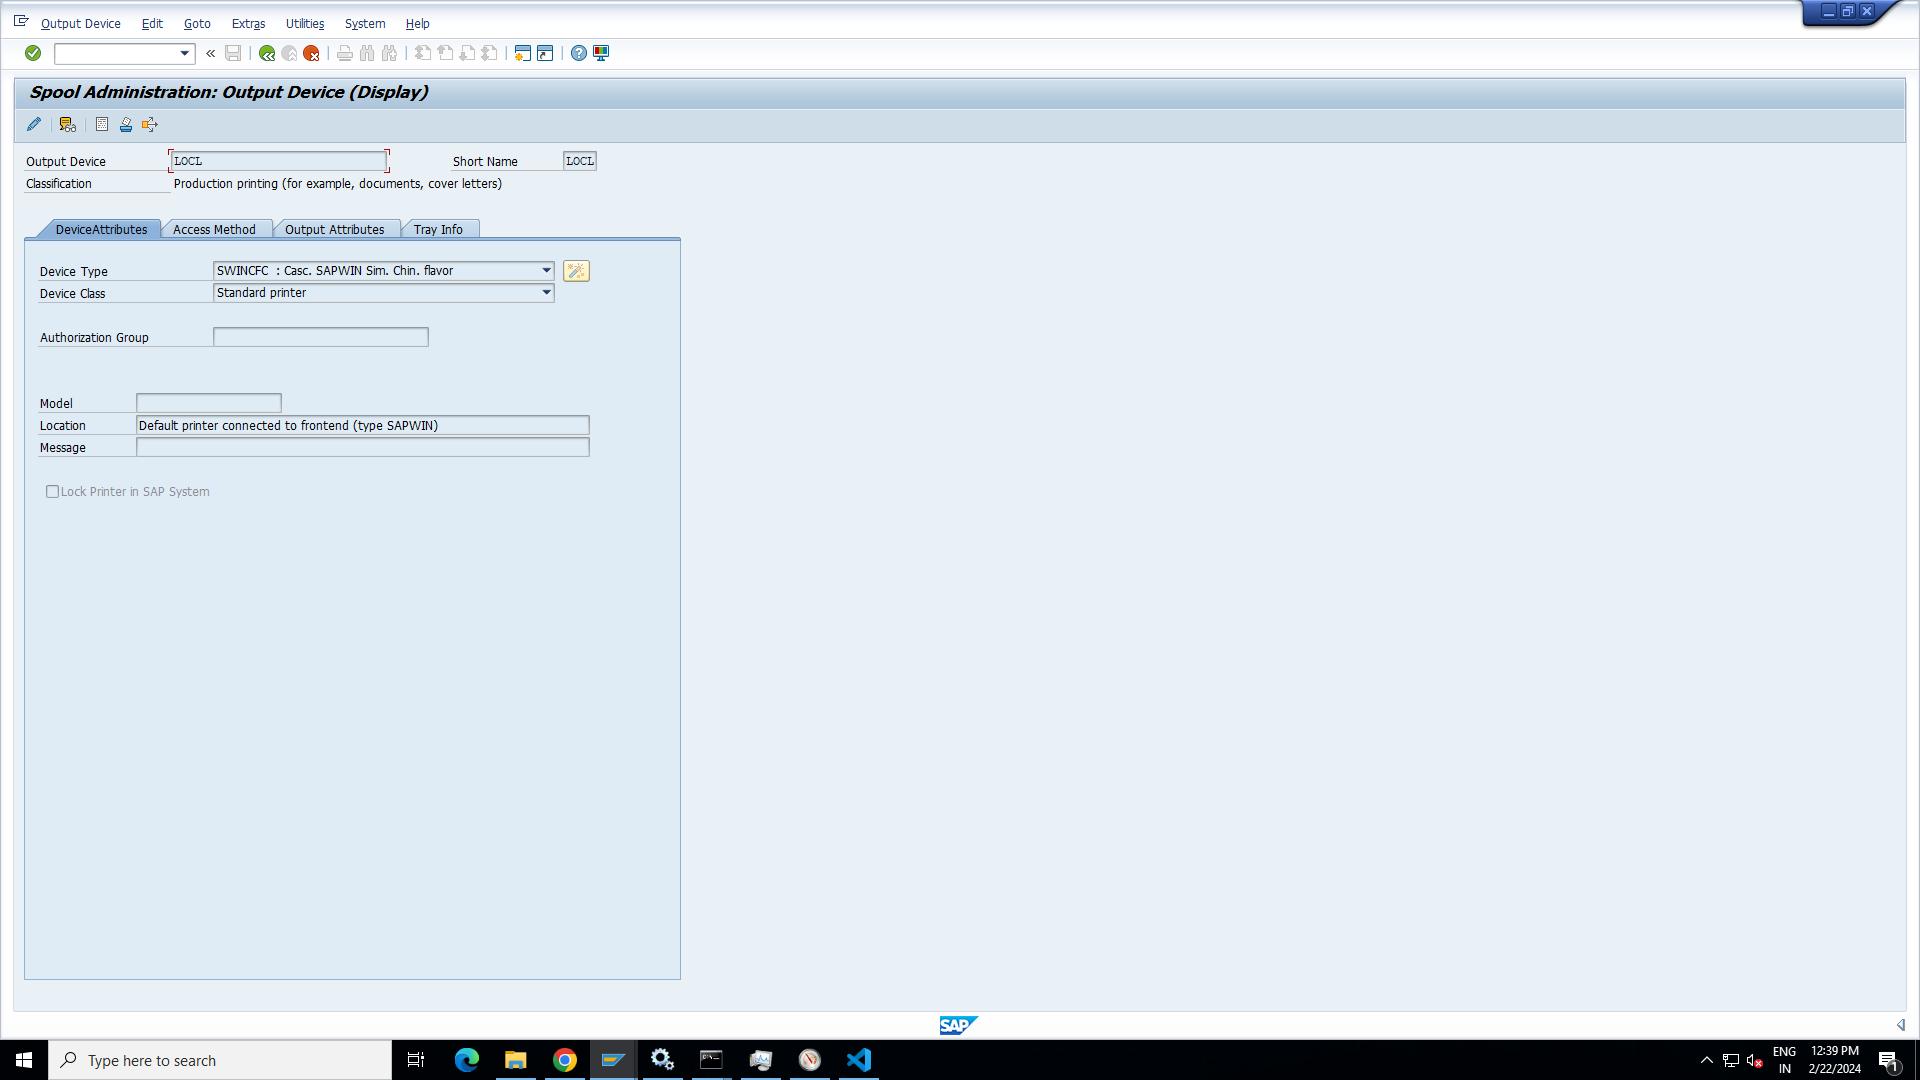 Output Device Edit Goto Extras Utilities System Help
Spool Administration: Output Device (Display)
Output Device LOCL Short Name LOCL
Classification Production printing (for example, documents, cover letters)
DeviceAttributes Access Method Output Attributes Tray Info
Device Type SWINCFC : Casc. SAPWIN Sim. Chin. flavor
Device Class Standard printer
Authorization Group
Model
Location Default printer connected to frontend (type SAPWIN)
Message
Lock Printer in SAP System
SAP
Type here to search
ENG 12:39 PM
IN 2/22/2024
1